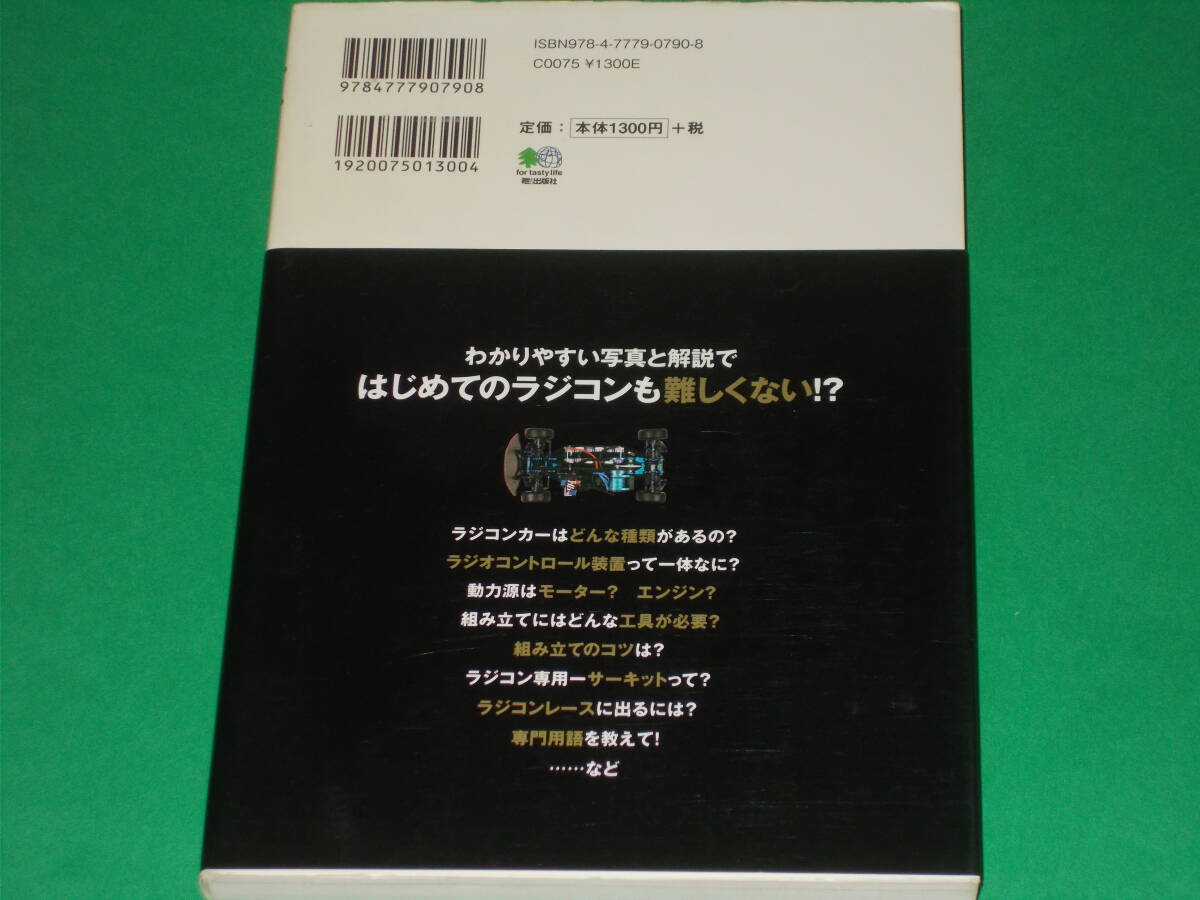 ISBN978-4-7779-0790-8
C0075 ¥1300E
9784777907908
定価： 本体1300円 ＋税
1920075013004
for tasty life
枻出版社
わかりやすい写真と解説で
はじめてのラジコンも難しくない!?
ラジコンカーはどんな種類があるの?
ラジオコントロール装置って一体なに?
動力源はモーター?　エンジン?
組み立てにはどんな工具が必要?
組み立てのコツは?
ラジコン専用ーサーキットって?
ラジコンレースに出るには?
専門用語を教えて!
……など